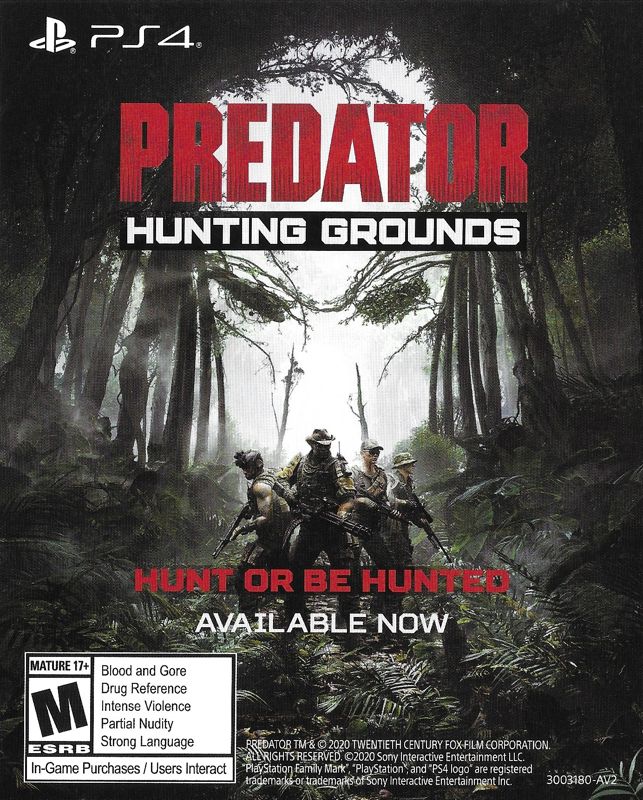 PS4
PREDATOR
HUNTING GROUNDS
HUNT OR BE HUNTED
AVAILABLE NOW
MATURE 17+
M
ESRB
Blood and Gore
Drug Reference
Intense Violence
Partial Nudity
Strong Language
In-Game Purchases / Users Interact
PREDATOR TM & © 2020 TWENTIETH CENTURY FOX FILM CORPORATION.
ALL RIGHTS RESERVED. ©2020 Sony Interactive Entertainment LLC.
"PlayStation Family Mark", "PlayStation", and "PS4 logo" are registered
trademarks or trademarks of Sony Interactive Entertainment Inc.
3003180-AV2